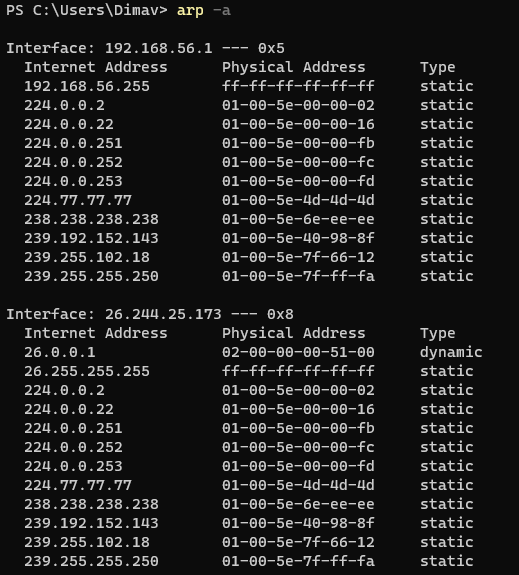 PS C:\Users\Dimav> arp -a
Interface: 192.168.56.1 --- 0x5
Internet Address Physical Address Type
192.168.56.255 ff-ff-ff-ff-ff-ff static
224.0.0.2 01-00-5e-00-00-02 static
224.0.0.22 01-00-5e-00-00-16 static
224.0.0.251 01-00-5e-00-00-fb static
224.0.0.252 01-00-5e-00-00-fc static
224.0.0.253 01-00-5e-00-00-fd static
224.77.77.77 01-00-5e-4d-4d-4d static
238.238.238.238 01-00-5e-6e-ee-ee static
239.192.152.143 01-00-5e-40-98-8f static
239.255.102.18 01-00-5e-7f-66-12 static
239.255.255.250 01-00-5e-7f-ff-fa static
Interface: 26.244.25.173 --- 0x8
Internet Address Physical Address Type
26.0.0.1 02-00-00-00-51-00 dynamic
26.255.255.255 ff-ff-ff-ff-ff-ff static
224.0.0.2 01-00-5e-00-00-02 static
224.0.0.22 01-00-5e-00-00-16 static
224.0.0.251 01-00-5e-00-00-fb static
224.0.0.252 01-00-5e-00-00-fc static
224.0.0.253 01-00-5e-00-00-fd static
224.77.77.77 01-00-5e-4d-4d-4d static
238.238.238.238 01-00-5e-6e-ee-ee static
239.192.152.143 01-00-5e-40-98-8f static
239.255.102.18 01-00-5e-7f-66-12 static
239.255.255.250 01-00-5e-7f-ff-fa static